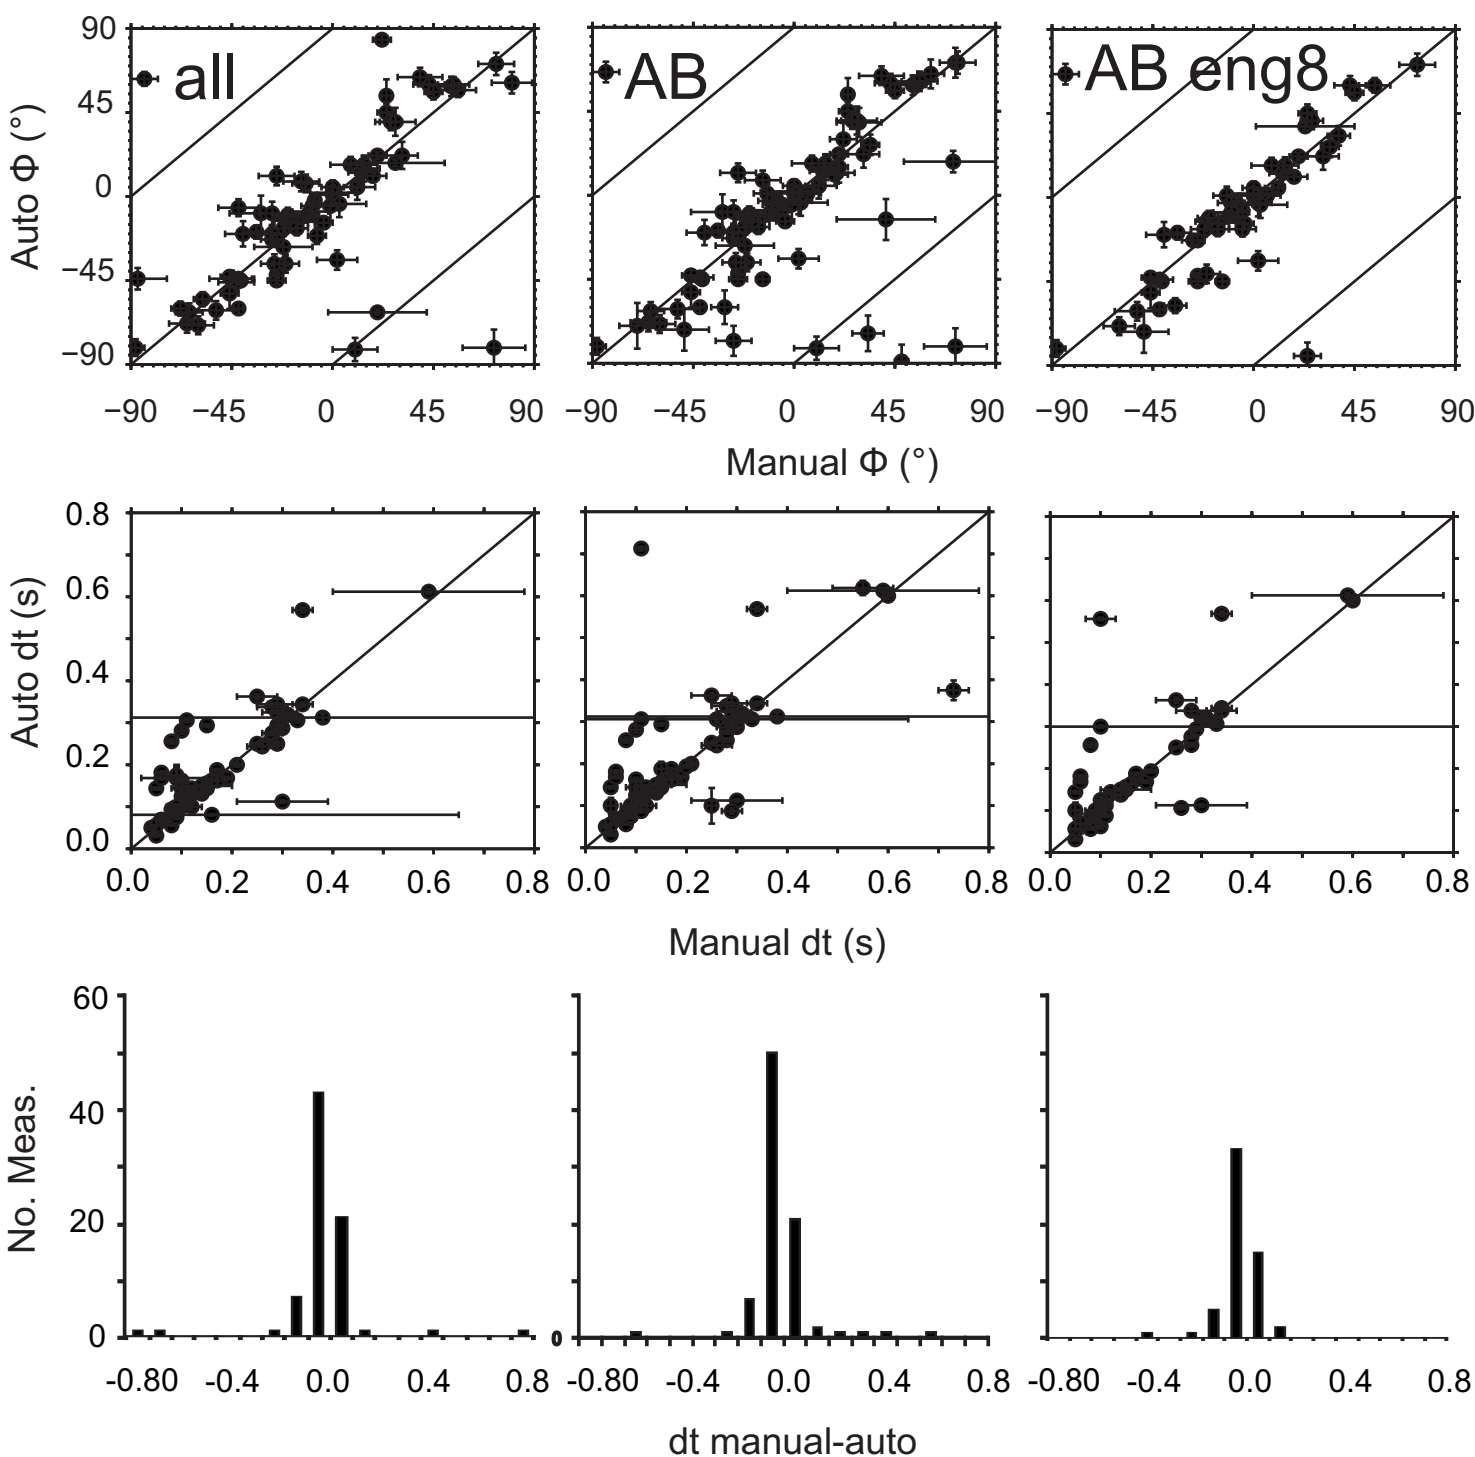 all
AB
AB eng8
Auto Φ (°)
90
45
0
−45
−90
−90 −45 0 45 90
−90 −45 0 45 90
−90 −45 0 45 90
Manual Φ (°)
Auto dt (s)
0.8
0.6
0.4
0.2
0.0
0.0 0.2 0.4 0.6 0.8
0.0 0.2 0.4 0.6 0.8
0.0 0.2 0.4 0.6 0.8
Manual dt (s)
No. Meas.
60
40
20
0
0
-0.80 -0.4 0.0 0.4 0.8
-0.80 -0.4 0.0 0.4 0.8
-0.80 -0.4 0.0 0.4 0.8
dt manual-auto